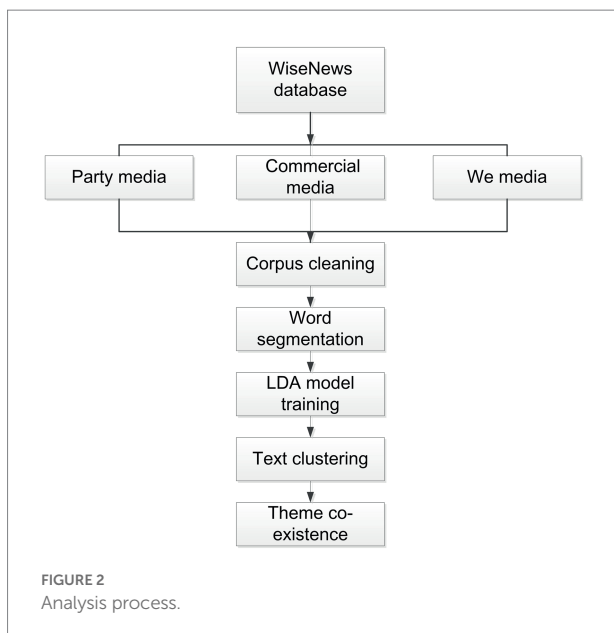 WiseNews
database
Party media
Commercial
media
We media
Corpus cleaning
Word
segmentation
LDA model
training
Text clustering
Theme co-
existence
FIGURE 2
Analysis process.